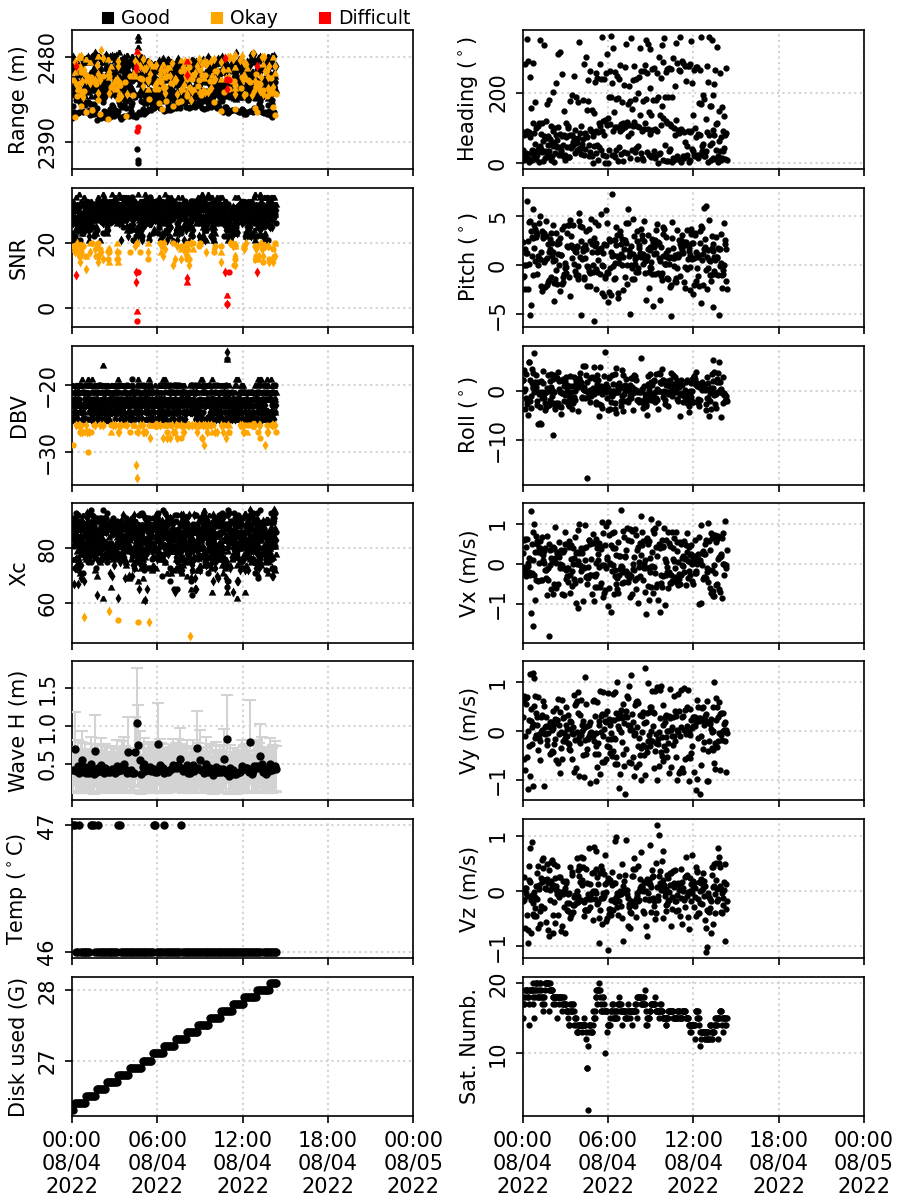 Good Okay Difficult
Range (m)
2480
2390
Heading (°)
200
0
SNR
20
0
Pitch (°)
5
0
−5
DBV
−20
−30
Roll (°)
0
−10
Xc
80
60
Vx (m/s)
1
0
−1
Wave H (m)
1.5
1.0
0.5
Vy (m/s)
1
0
−1
Temp (°C)
47
46
Vz (m/s)
1
0
−1
Disk used (G)
28
27
Sat. Numb.
20
10
00:00 06:00 12:00 18:00 00:00
08/04 08/04 08/04 08/04 08/05
2022 2022 2022 2022 2022
00:00 06:00 12:00 18:00 00:00
08/04 08/04 08/04 08/04 08/05
2022 2022 2022 2022 2022